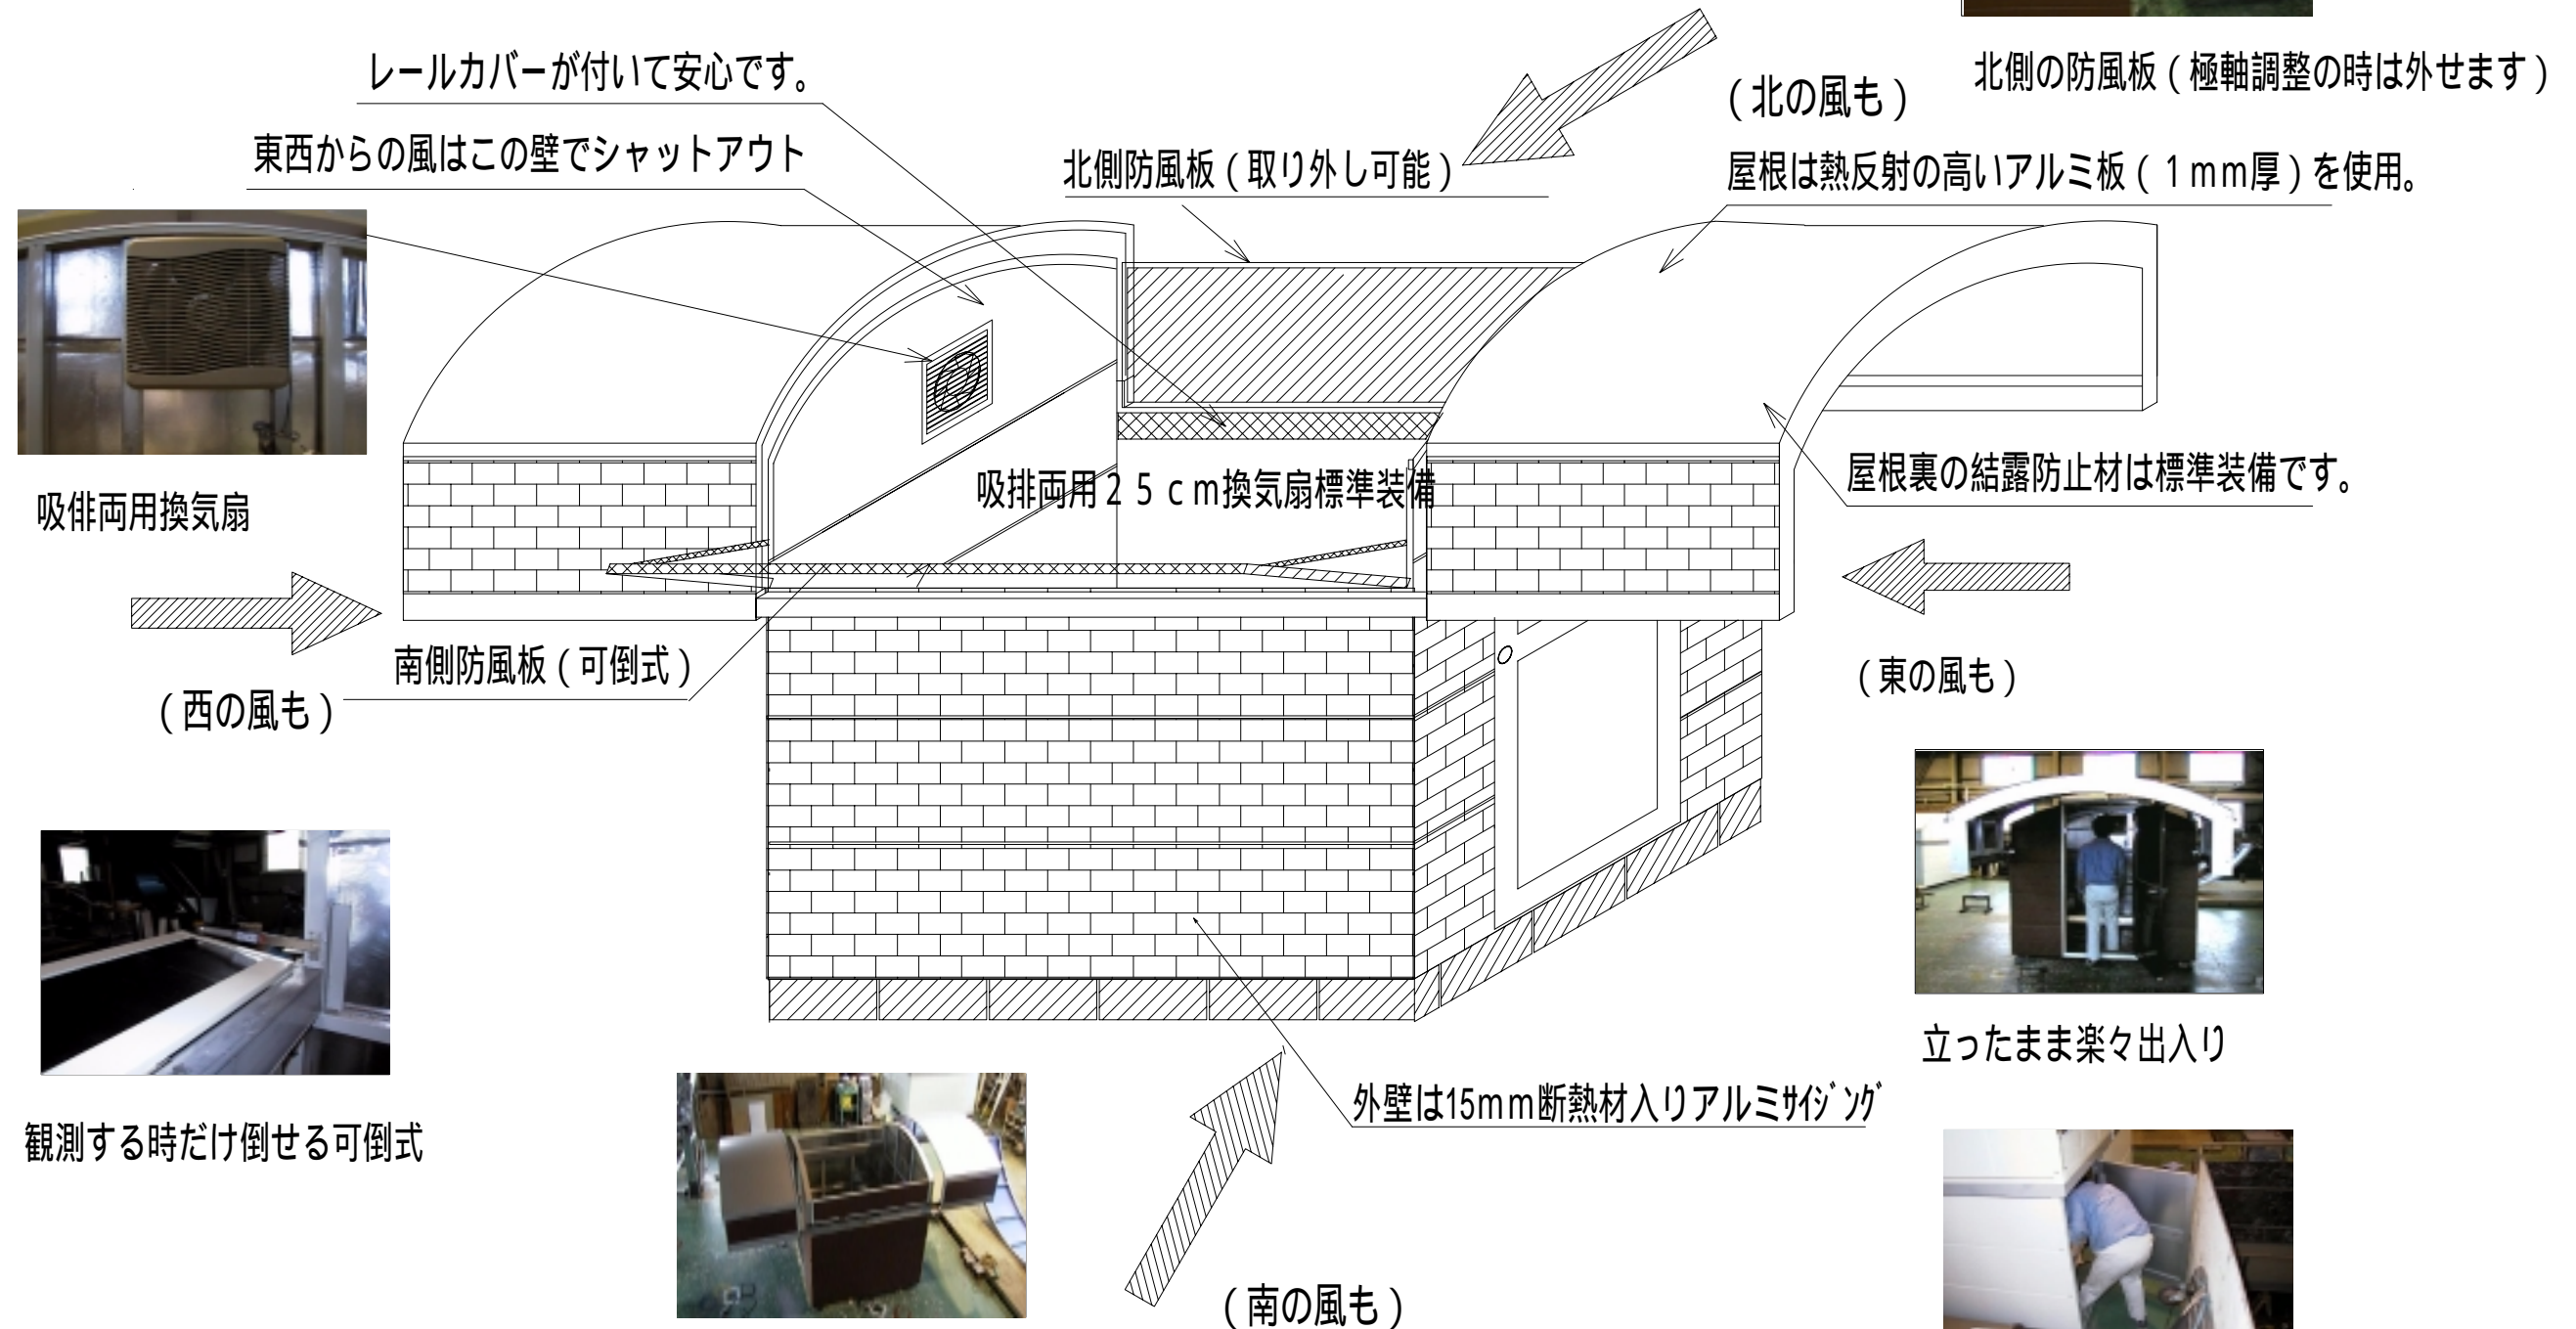 レールカバーが付いて安心です。
(北の風も)
北側の防風板(極軸調整の時は外せます)
東西からの風はこの壁でシャットアウト
北側防風板(取り外し可能)
屋根は熱反射の高いアルミ板(1mm厚)を使用。
吸俳両用換気扇
吸排両用25cm換気扇標準装備
屋根裏の結露防止材は標準装備です。
南側防風板(可倒式)
(西の風も)
(東の風も)
立ったまま楽々出入り
外壁は15mm断熱材入りアルミサイジング
観測する時だけ倒せる可倒式
(南の風も)